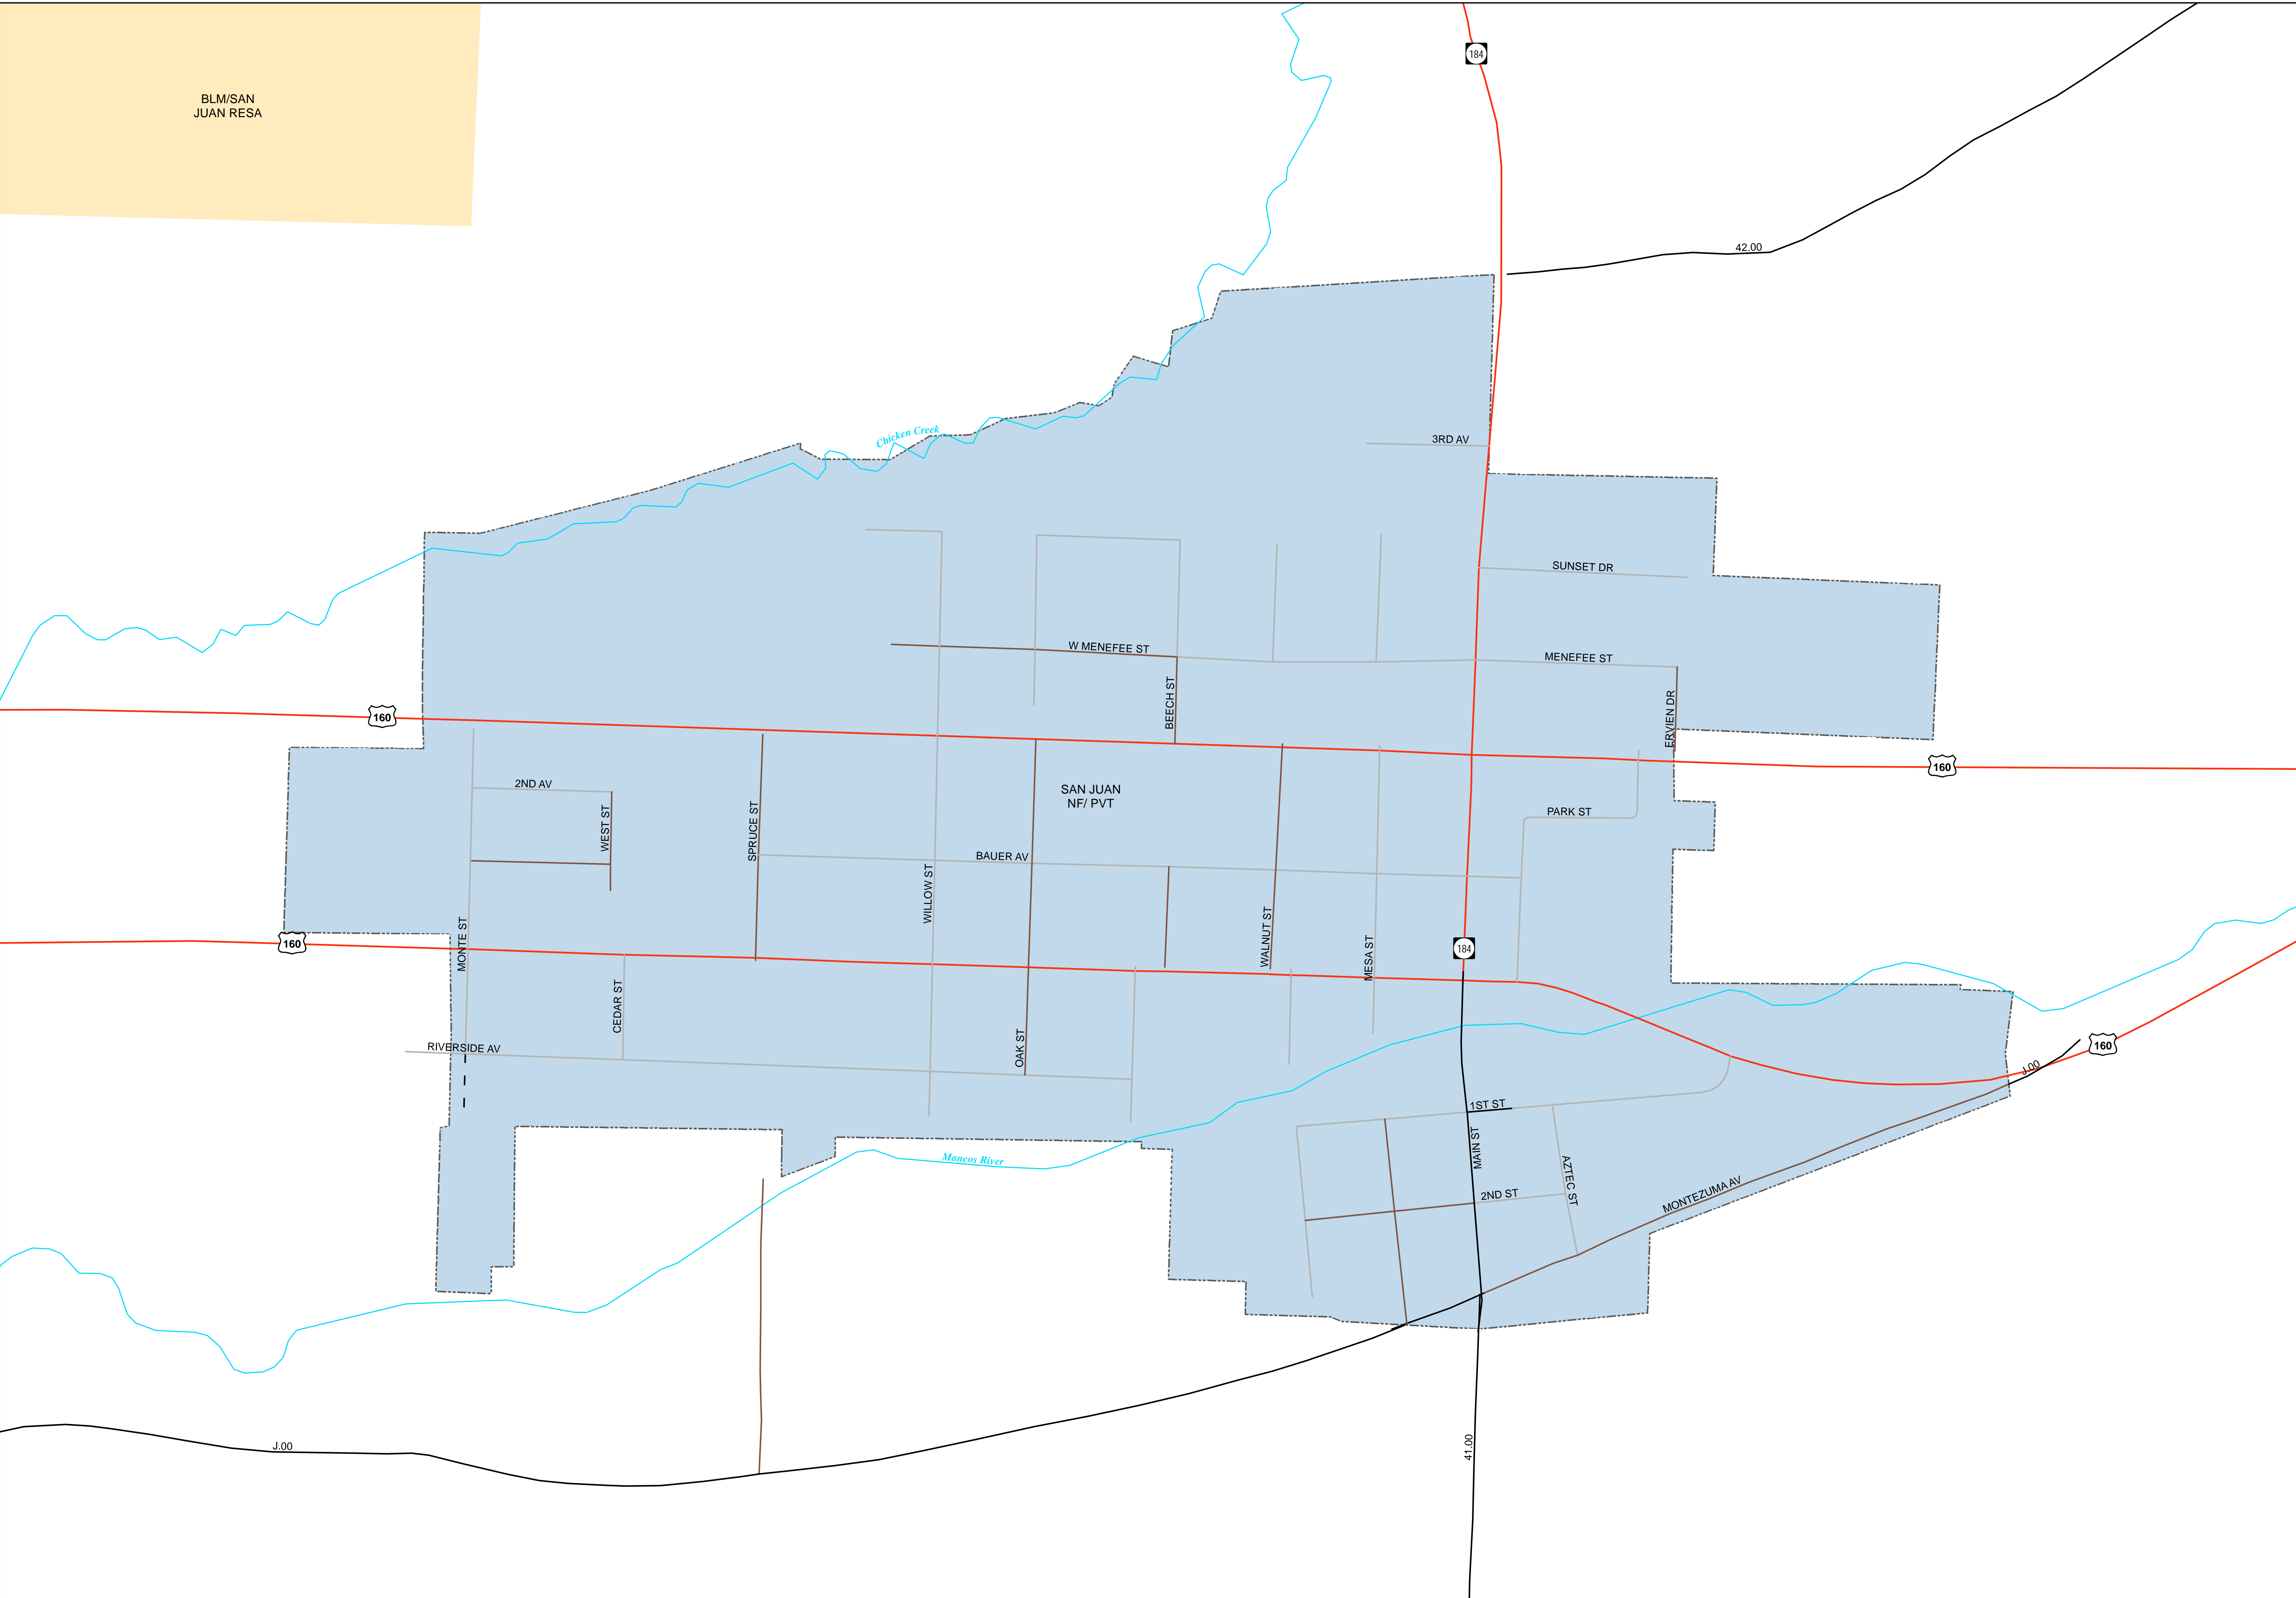 184
BLM/SAN
JUAN RESA
42.00
Chicken Creek
3RD AV
SUNSET DR
W MENEFEE ST
MENEFEE ST
BEECH ST
ERVIEN DR
160
160
2ND AV
SAN JUAN
NF/ PVT
WEST ST
SPRUCE ST
PARK ST
BAUER AV
WILLOW ST
WALNUT ST
MONTE ST
160
MESA ST
184
CEDAR ST
OAK ST
RIVERSIDE AV
160
J.00
1ST ST
MAIN ST
Mancos River
AZTEC ST
2ND ST
MONTEZUMA AV
J.00
41.00